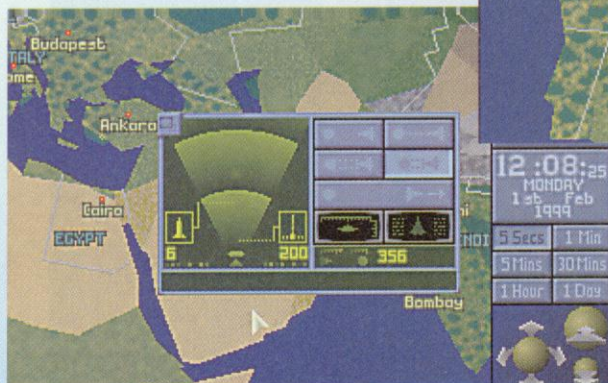 Budapest
ITALY
ome
Ankara
Cairo
EGYPT
6
200
356
Bombay
12:08:25
MONDAY
1st Feb
1999
5 Secs 1 Min
5 Mins 30 Mins
1 Hour 1 Day